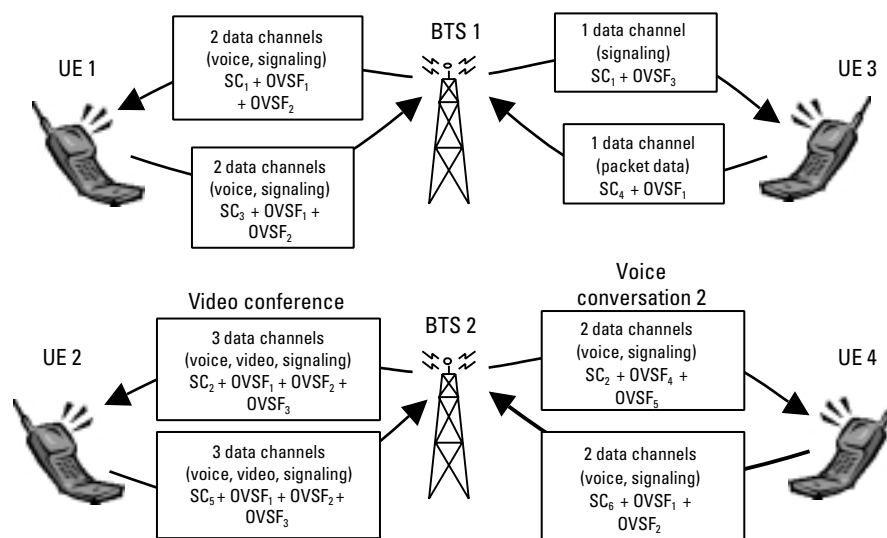 BTS 1
UE 1
2 data channels
(voice, signaling)
SC₁ + OVSF₁
+ OVSF₂
1 data channel
(signaling)
SC₁ + OVSF₃
UE 3
2 data channels
(voice, signaling)
SC₃ + OVSF₁ +
OVSF₂
1 data channel
(packet data)
SC₄ + OVSF₁
Video conference
Voice
conversation 2
BTS 2
UE 2
3 data channels
(voice, video, signaling)
SC₂ + OVSF₁ + OVSF₂ +
OVSF₃
2 data channels
(voice, signaling)
SC₂ + OVSF₄ +
OVSF₅
UE 4
3 data channels
(voice, video, signaling)
SC₅ + OVSF₁ + OVSF₂ +
OVSF₃
2 data channels
(voice, signaling)
SC₆ + OVSF₁ +
OVSF₂